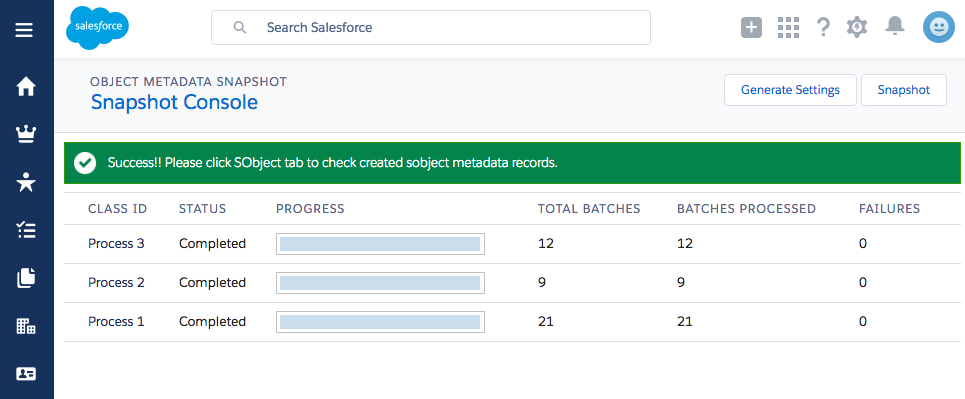 salesforce
Search Salesforce
?
OBJECT METADATA SNAPSHOT
Snapshot Console
Generate Settings
Snapshot
Success!! Please click SObject tab to check created sobject metadata records.
CLASS ID STATUS PROGRESS TOTAL BATCHES BATCHES PROCESSED FAILURES
Process 3 Completed 12 12 0
Process 2 Completed 9 9 0
Process 1 Completed 21 21 0